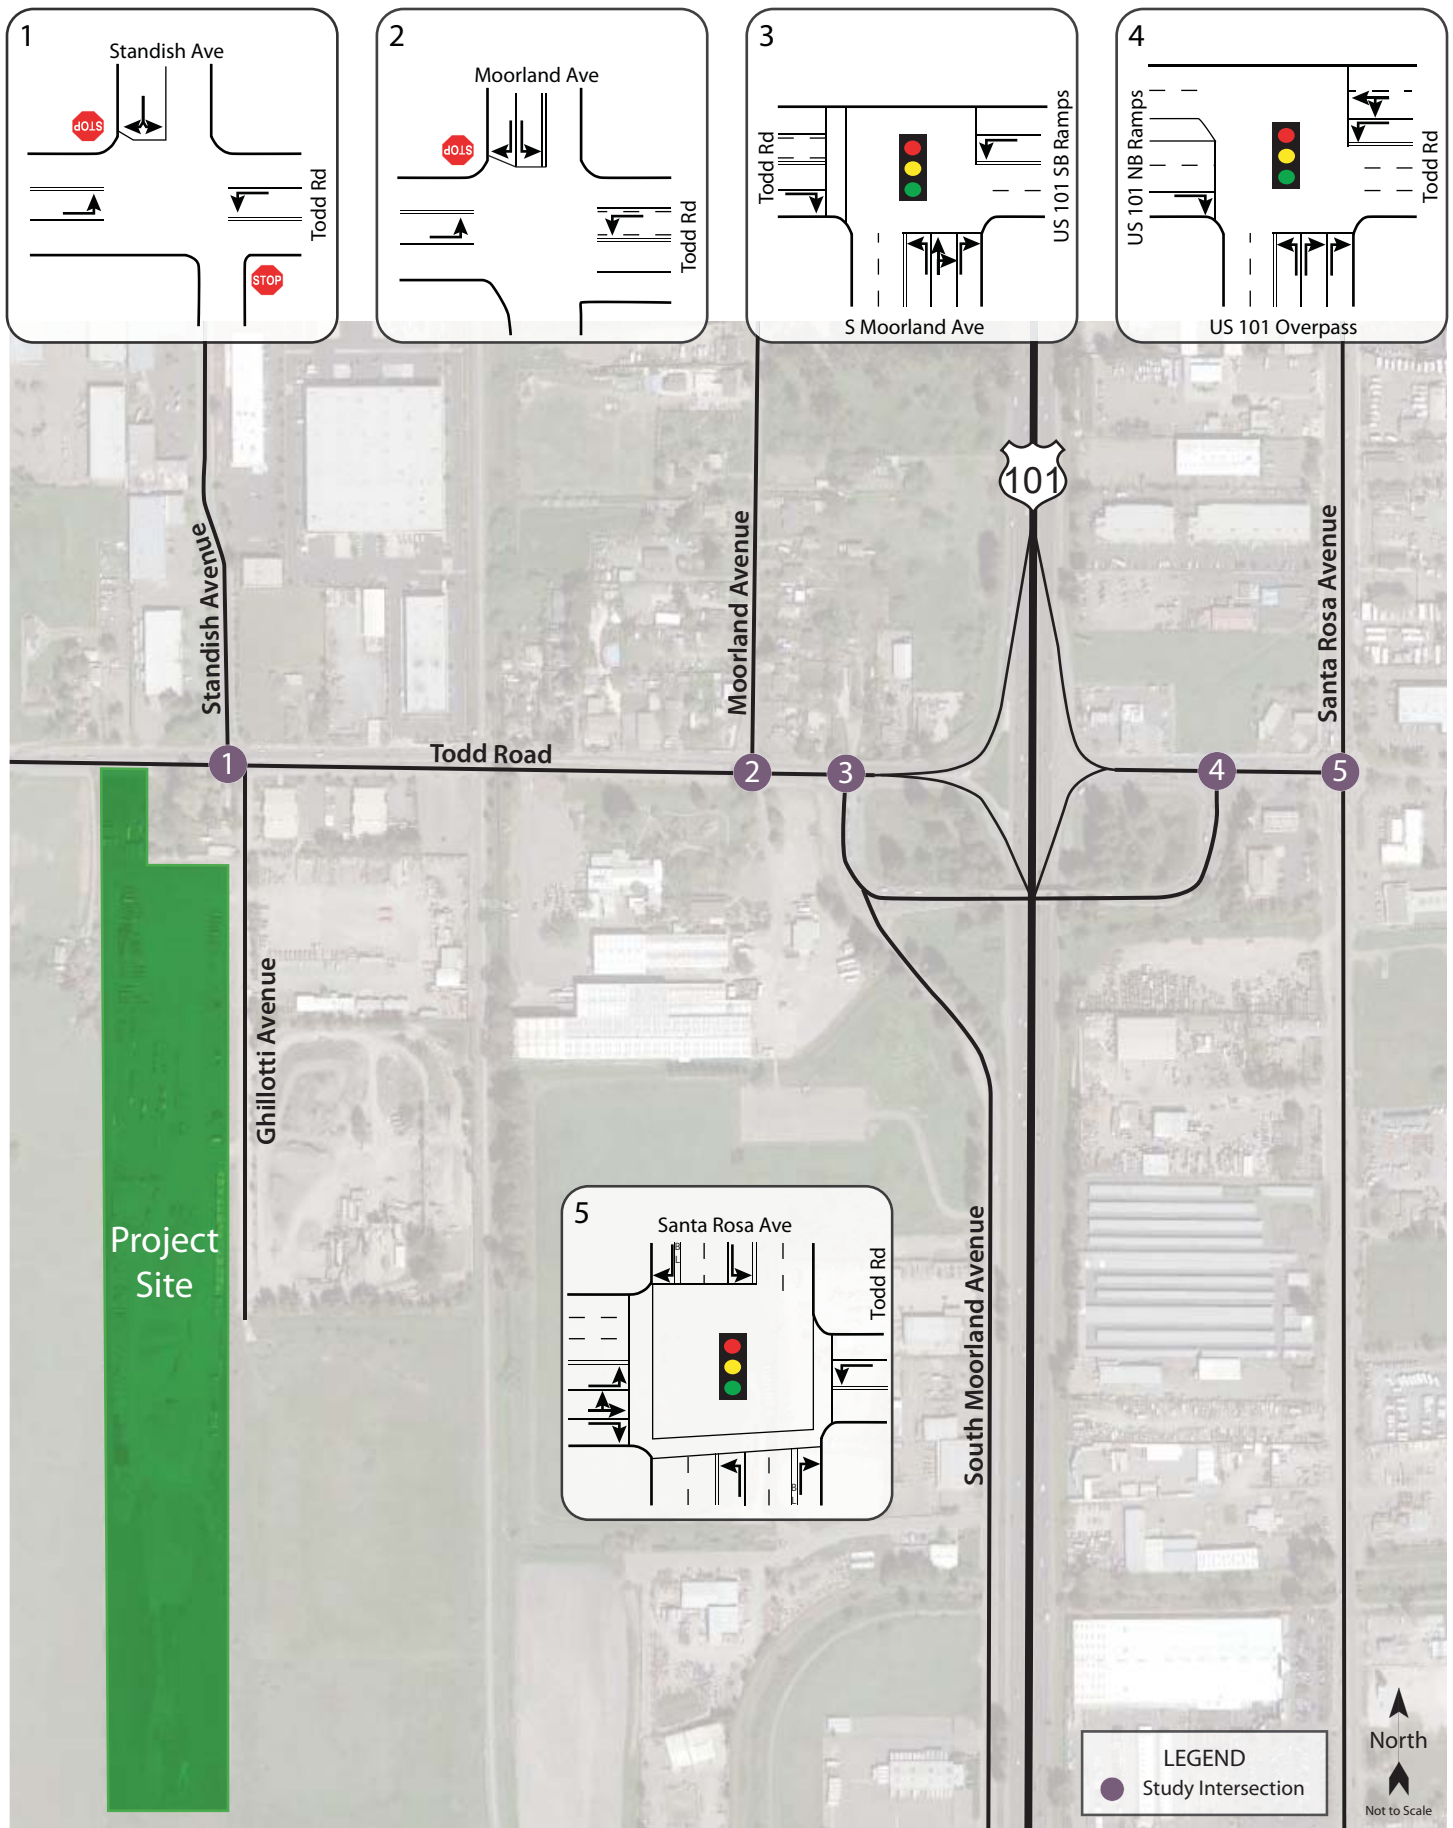 1
Standish Ave
STOP
Todd Rd
STOP
2
Moorland Ave
STOP
Todd Rd
3
Todd Rd
US 101 SB Ramps
S Moorland Ave
4
US 101 NB Ramps
Todd Rd
US 101 Overpass
101
Standish Avenue
Moorland Avenue
Santa Rosa Avenue
Todd Road
1
2
3
4
5
Ghillotti Avenue
Project
Site
South Moorland Avenue
5
Santa Rosa Ave
Todd Rd
B
L
B
L
LEGEND
Study Intersection
North
Not to Scale